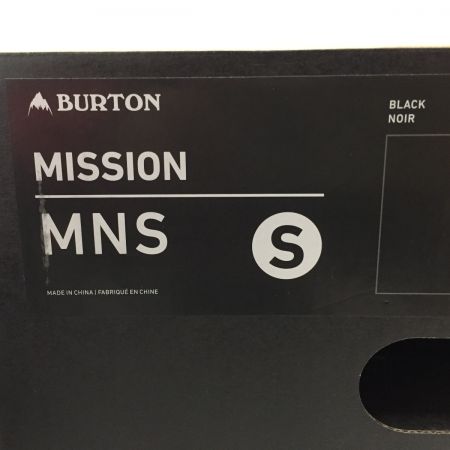 BURTON
MISSION
MNS S
MADE IN CHINA | FABRIQUÉ EN CHINE
BLACK
NOIR